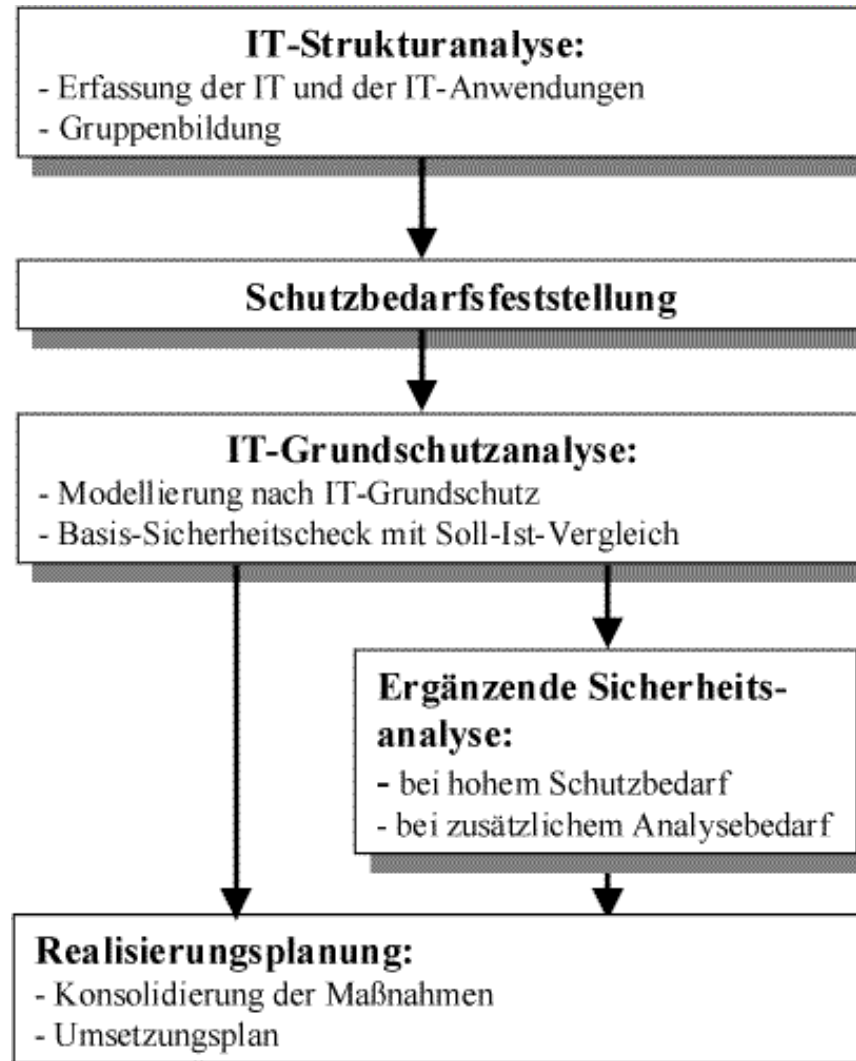 IT-Strukturanalyse:
- Erfassung der IT und der IT-Anwendungen
- Gruppenbildung
Schutzbedarfsfeststellung
IT-Grundschutzanalyse:
- Modellierung nach IT-Grundschutz
- Basis-Sicherheitscheck mit Soll-Ist-Vergleich
Ergänzende Sicherheits-
analyse:
- bei hohem Schutzbedarf
- bei zusätzlichem Analysebedarf
Realisierungsplanung:
- Konsolidierung der Maßnahmen
- Umsetzungsplan